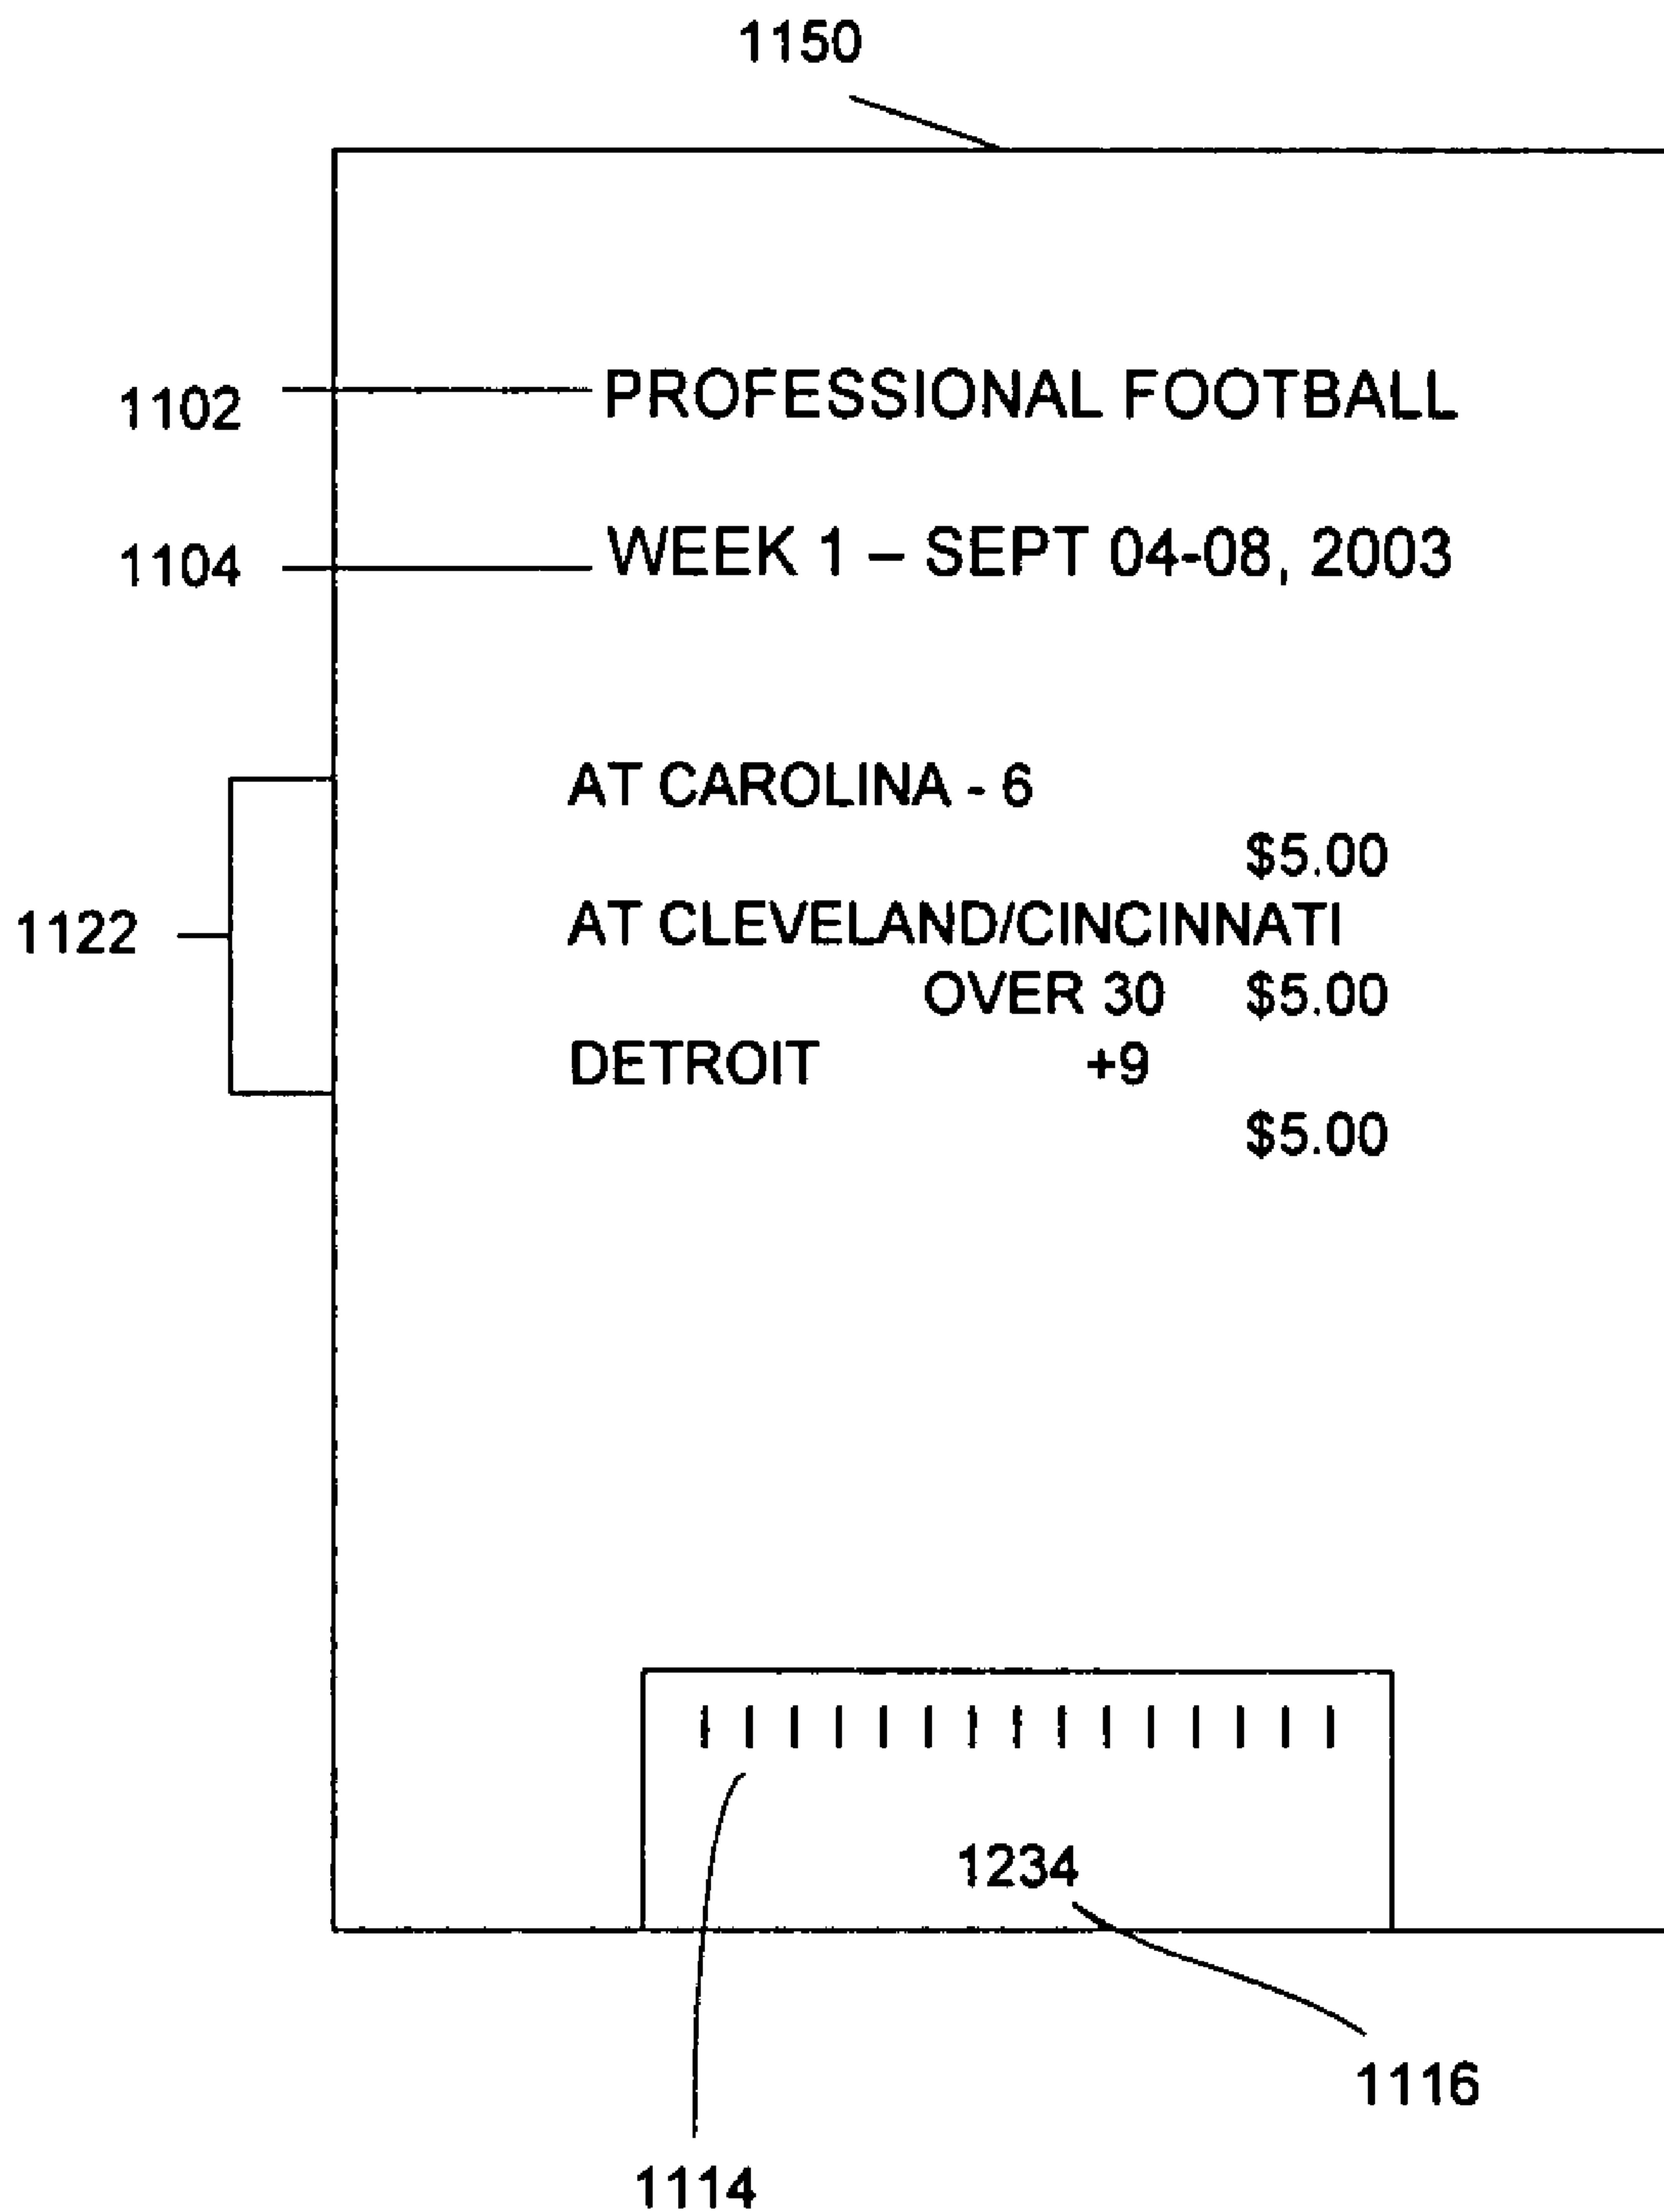 1150
1102 PROFESSIONAL FOOTBALL
1104 WEEK 1 – SEPT 04-08, 2003
AT CAROLINA - 6
$5.00
1122 AT CLEVELAND/CINCINNATI
OVER 30 $5.00
DETROIT +9
$5.00
1234
1116
1114